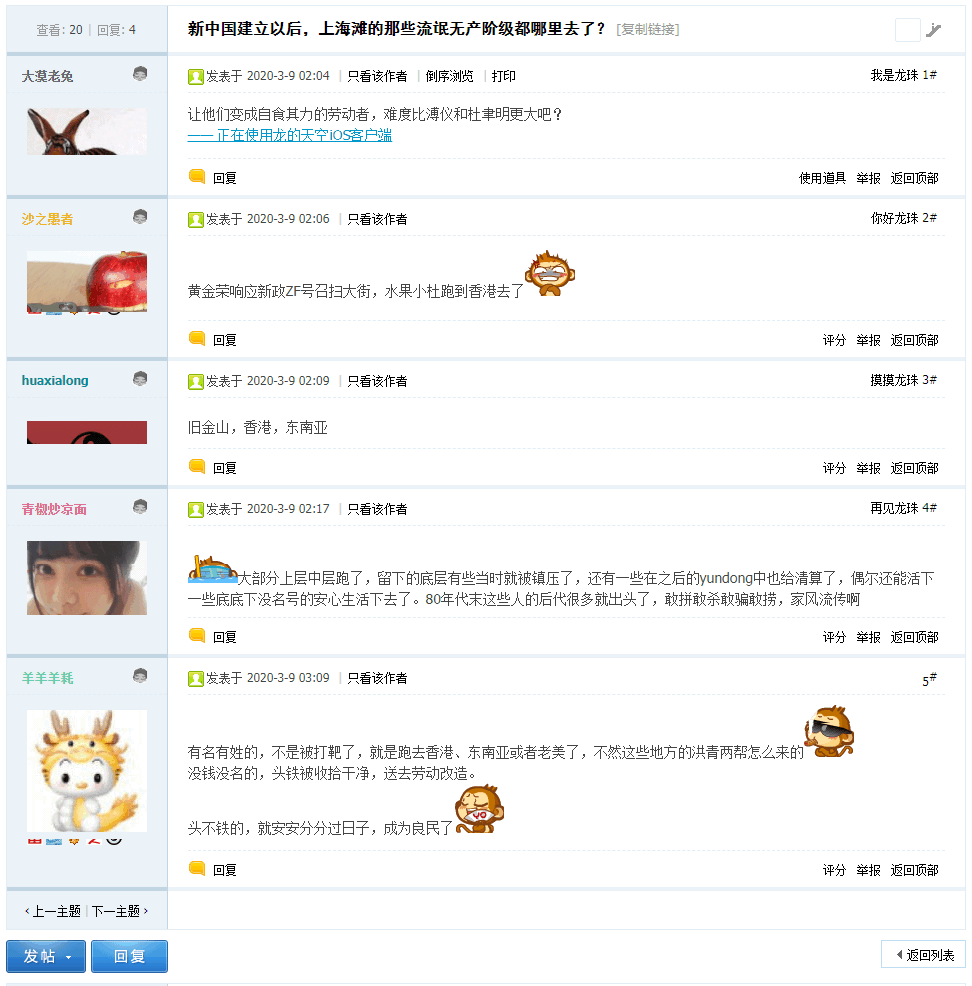 查看: 20 | 回复: 4
新中国建立以后，上海滩的那些流氓无产阶级都哪里去了？ [复制链接]
大漠老兔
发表于 2020-3-9 02:04 | 只看该作者 | 倒序浏览 | 打印
我是龙珠 1#
让他们变成自食其力的劳动者，难度比溥仪和杜聿明更大吧？
—— 正在使用龙的天空iOS客户端
回复
使用道具 举报 返回顶部
沙之愚者
发表于 2020-3-9 02:06 | 只看该作者
你好龙珠 2#
黄金荣响应新政ZF号召扫大街，水果小杜跑到香港去了
回复
评分 举报 返回顶部
huaxialong
发表于 2020-3-9 02:09 | 只看该作者
摸摸龙珠 3#
旧金山，香港，东南亚
回复
评分 举报 返回顶部
青椒炒凉面
发表于 2020-3-9 02:17 | 只看该作者
再见龙珠 4#
大部分上层中层跑了，留下的底层有些当时就被镇压了，还有一些在之后的yundong中也给清算了，偶尔还能活下
一些底底下没名号的安心生活下去了。80年代末这些人的后代很多就出头了，敢拼敢杀敢骗敢捞，家风流传啊
回复
评分 举报 返回顶部
羊羊羊耗
发表于 2020-3-9 03:09 | 只看该作者
5#
有名有姓的，不是被打靶了，就是跑去香港、东南亚或者老美了，不然这些地方的洪青两帮怎么来的
没钱没名的，头铁被收拾干净，送去劳动改造。
YO
头不铁的，就安安分分过日子，成为良民了
回复
评分 举报 返回顶部
‹ 上一主题 | 下一主题 ›
发帖
回复
返回列表